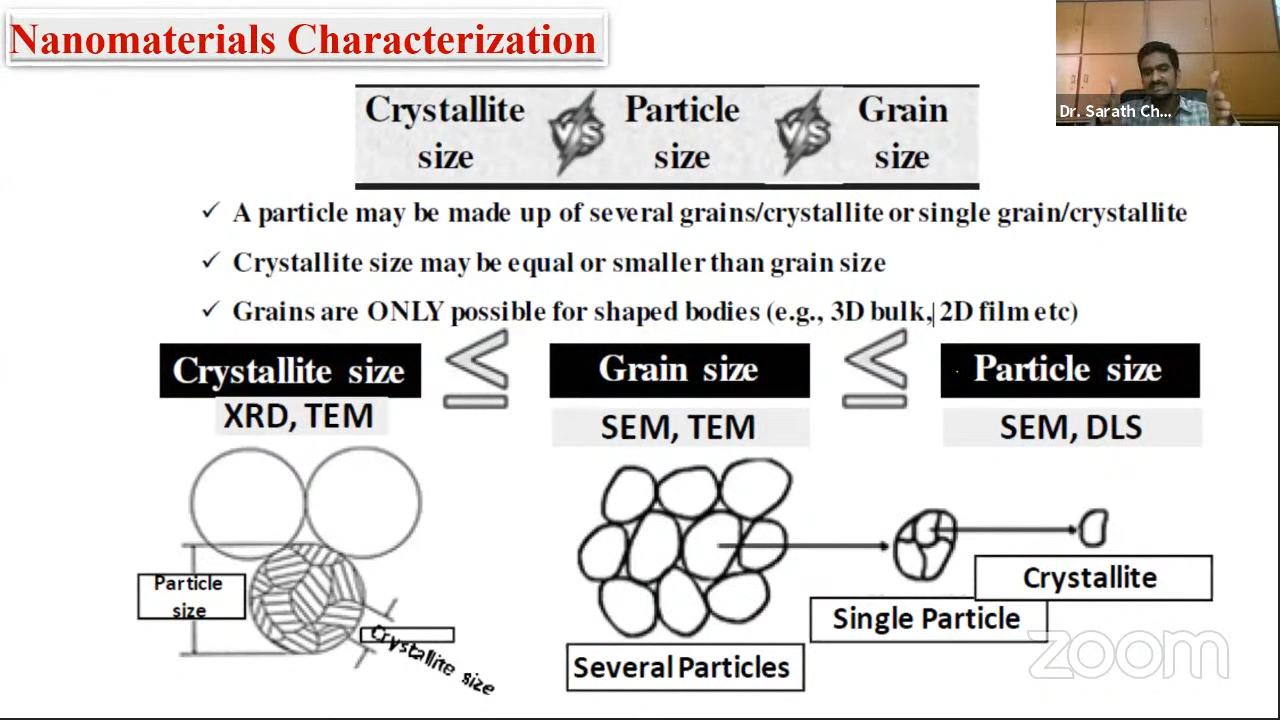 Nanomaterials Characterization
Dr. Sarath Ch...
Crystallite size
VS
Particle size
VS
Grain size
✓ A particle may be made up of several grains/crystallite or single grain/crystallite
✓ Crystallite size may be equal or smaller than grain size
✓ Grains are ONLY possible for shaped bodies (e.g., 3D bulk, 2D film etc)
Crystallite size ≤ Grain size ≤ Particle size
XRD, TEM
SEM, TEM
SEM, DLS
Particle
size
Crystallite size
Several Particles
Single Particle
Crystallite
zoom